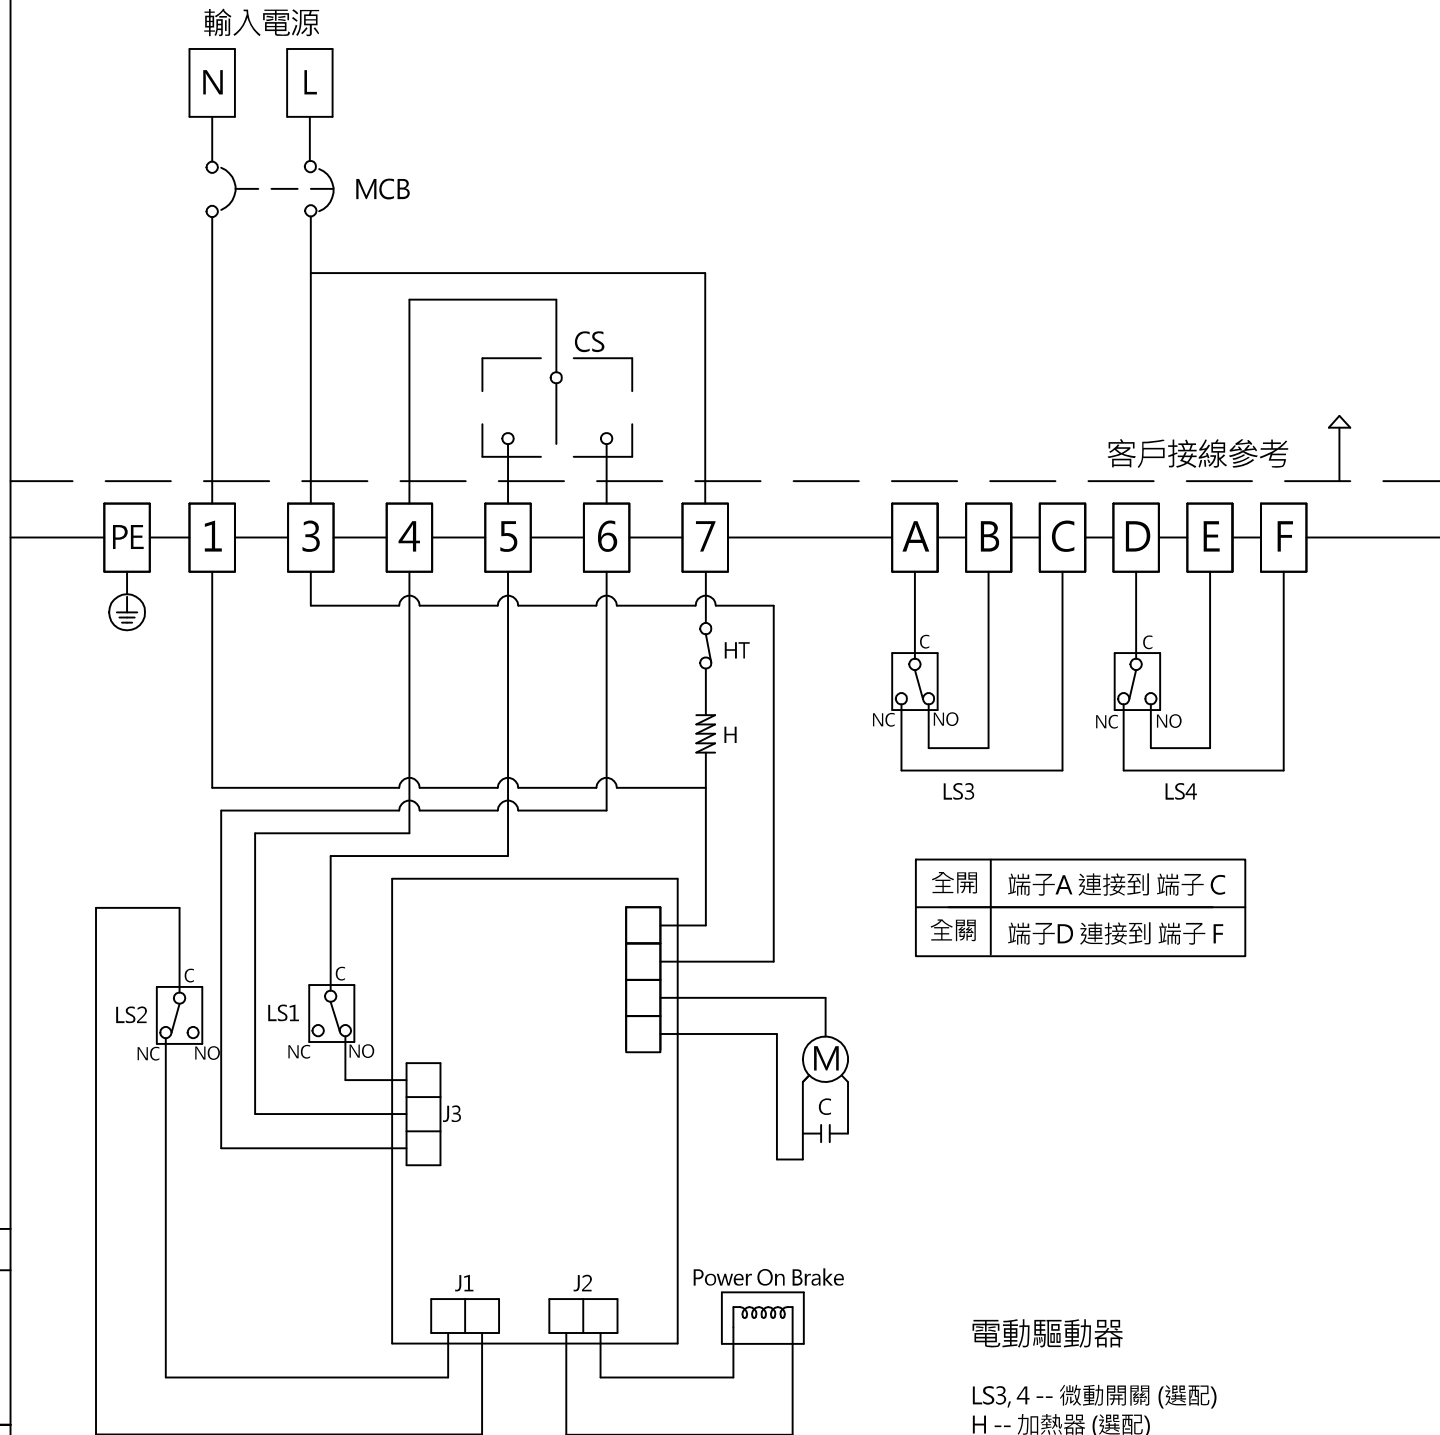 輸入電源
N L
MCB
CS
客戶接線參考
PE 1 3 4 5 6 7 A B C D E F
HT
C
NC NO
LS3
C
NC NO
LS4
H
全開 端子A 連接到 端子 C
全關 端子D 連接到 端子 F
C
LS2
NC NO
C
LS1
NC NO
J3
M
C
J1 J2
Power On Brake
電動驅動器
LS3, 4 -- 微動開關 (選配)
H -- 加熱器 (選配)